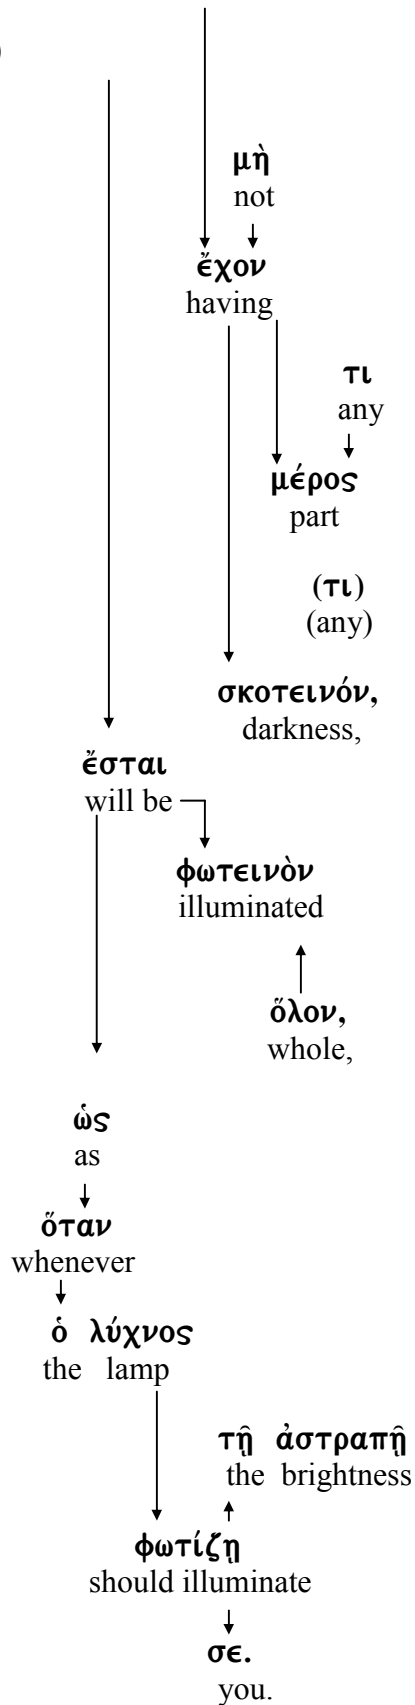 )
μὴ
not
ἔχον
having
τι
any
μέρος
part
(τι)
(any)
σκοτεινόν,
darkness,
ἔσται
will be
φωτεινὸν
illuminated
ὅλον,
whole,
ὡς
as
ὅταν
whenever
ὁ λύχνος
the lamp
τῇ ἀστραπῇ
the brightness
φωτίζῃ
should illuminate
σε.
you.